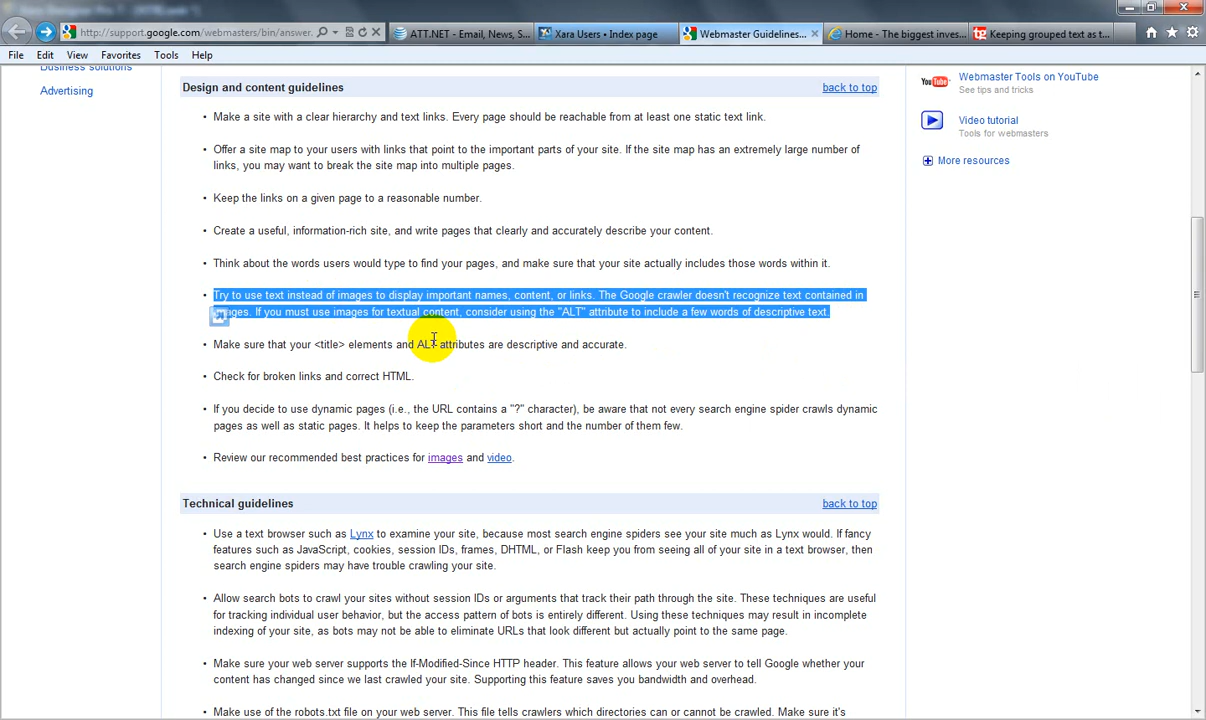 http://support.google.com/webmasters/bin/answer.
ATT.NET - Email, News, S...
Xara Users • Index page
Webmaster Guidelines...
Home - The biggest inves...
Keeping grouped text as t...
File Edit View Favorites Tools Help
Business solutions
Advertising
Design and content guidelines back to top
• Make a site with a clear hierarchy and text links. Every page should be reachable from at least one static text link.
• Offer a site map to your users with links that point to the important parts of your site. If the site map has an extremely large number of
links, you may want to break the site map into multiple pages.
• Keep the links on a given page to a reasonable number.
• Create a useful, information-rich site, and write pages that clearly and accurately describe your content.
• Think about the words users would type to find your pages, and make sure that your site actually includes those words within it.
• Try to use text instead of images to display important names, content, or links. The Google crawler doesn't recognize text contained in
images. If you must use images for textual content, consider using the "ALT" attribute to include a few words of descriptive text.
• Make sure that your <title> elements and ALT attributes are descriptive and accurate.
• Check for broken links and correct HTML.
• If you decide to use dynamic pages (i.e., the URL contains a "?" character), be aware that not every search engine spider crawls dynamic
pages as well as static pages. It helps to keep the parameters short and the number of them few.
• Review our recommended best practices for images and video.
Technical guidelines back to top
• Use a text browser such as Lynx to examine your site, because most search engine spiders see your site much as Lynx would. If fancy
features such as JavaScript, cookies, session IDs, frames, DHTML, or Flash keep you from seeing all of your site in a text browser, then
search engine spiders may have trouble crawling your site.
• Allow search bots to crawl your sites without session IDs or arguments that track their path through the site. These techniques are useful
for tracking individual user behavior, but the access pattern of bots is entirely different. Using these techniques may result in incomplete
indexing of your site, as bots may not be able to eliminate URLs that look different but actually point to the same page.
• Make sure your web server supports the If-Modified-Since HTTP header. This feature allows your web server to tell Google whether your
content has changed since we last crawled your site. Supporting this feature saves you bandwidth and overhead.
• Make use of the robots.txt file on your web server. This file tells crawlers which directories can or cannot be crawled. Make sure it's
You Tube
Webmaster Tools on YouTube
See tips and tricks
Video tutorial
Tools for webmasters
More resources